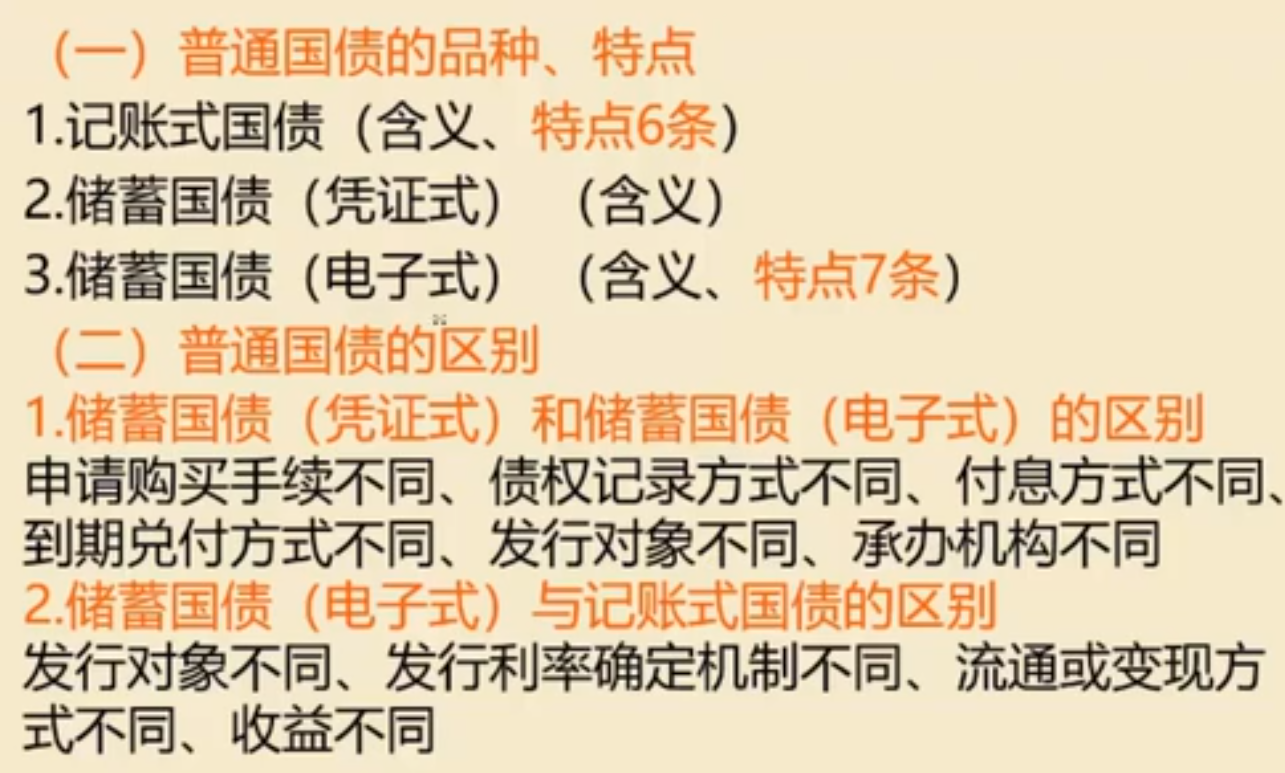 （一）普通国债的品种、特点
1.记账式国债（含义、特点6条）
2.储蓄国债（凭证式）（含义）
3.储蓄国债（电子式）（含义、特点7条）
（二）普通国债的区别
1.储蓄国债（凭证式）和储蓄国债（电子式）的区别
申请购买手续不同、债权记录方式不同、付息方式不同、
到期兑付方式不同、发行对象不同、承办机构不同
2.储蓄国债（电子式）与记账式国债的区别
发行对象不同、发行利率确定机制不同、流通或变现方
式不同、收益不同